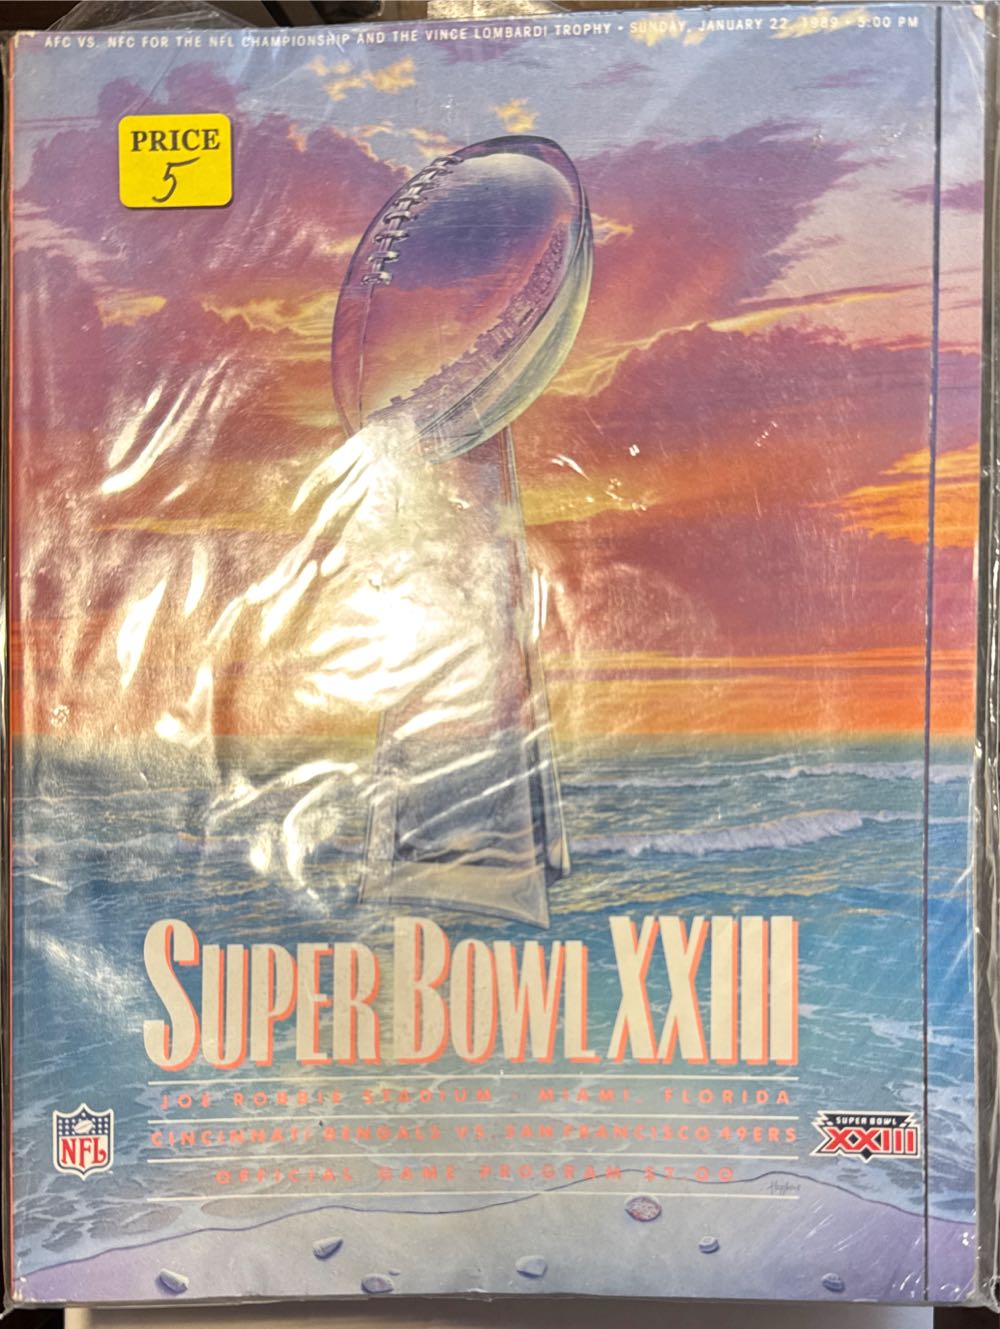 AFC VS. NFC FOR THE NFL CHAMPIONSHIP AND THE VINCE LOMBARDI TROPHY • SUNDAY, JANUARY 22, 1989 • 5:00 PM
PRICE
5
SUPER BOWL XXIII
JOE ROBBIE STADIUM • MIAMI, FLORIDA
CINCINNATI BENGALS VS. SAN FRANCISCO 49ERS
OFFICIAL GAME PROGRAM $7.00
NFL
SUPER BOWL
XXIII